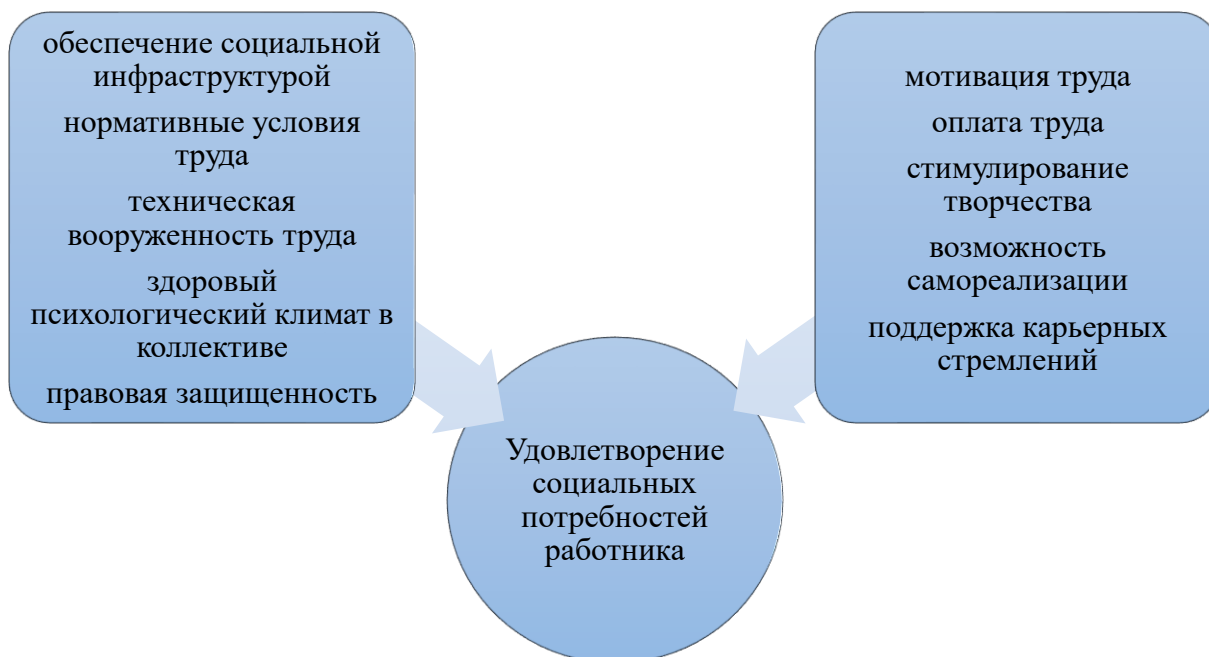 обеспечение социальной
инфраструктурой
нормативные условия
труда
техническая
вооруженность труда
здоровый
психологический климат в
коллективе
правовая защищенность
мотивация труда
оплата труда
стимулирование
творчества
возможность
самореализации
поддержка карьерных
стремлений
Удовлетворение
социальных
потребностей
работника